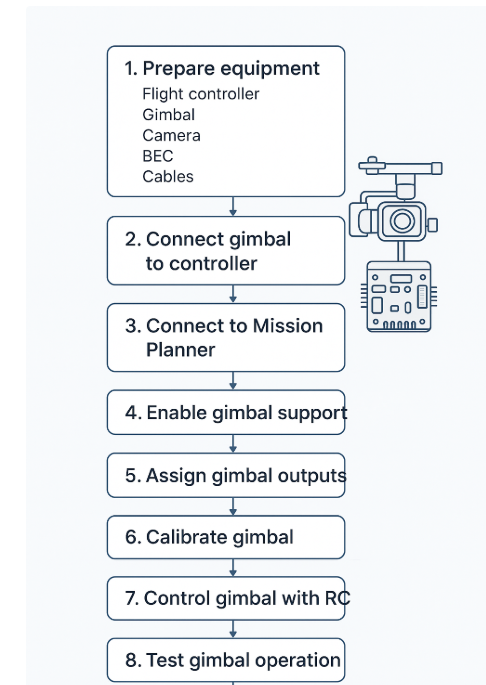 1. Prepare equipment
Flight controller
Gimbal
Camera
BEC
Cables
2. Connect gimbal
to controller
3. Connect to Mission
Planner
4. Enable gimbal support
5. Assign gimbal outputs
6. Calibrate gimbal
7. Control gimbal with RC
8. Test gimbal operation